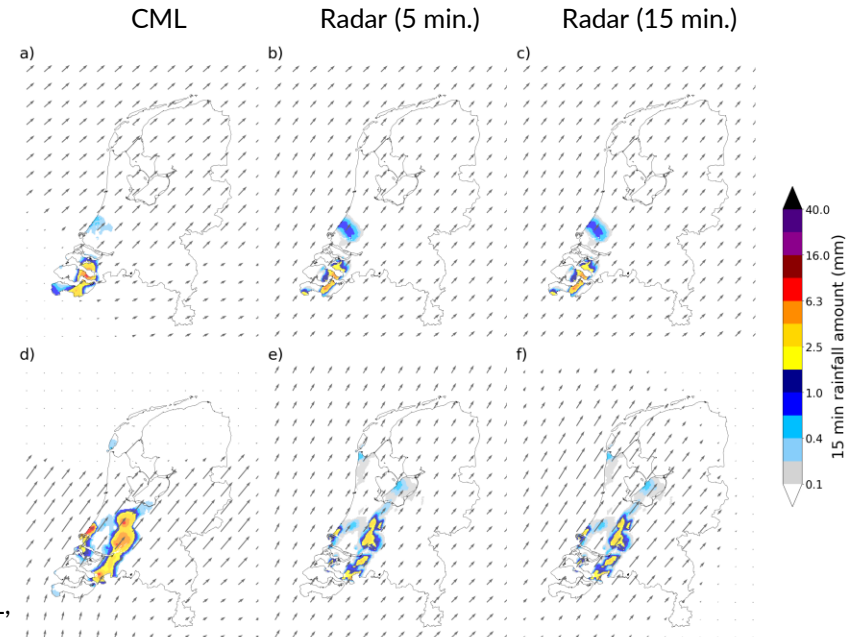 CML Radar (5 min.) Radar (15 min.)
a) b) c)
40.0
16.0
6.3
2.5
1.0
0.4
0.1
15 min rainfall amount (mm)
d) e) f)